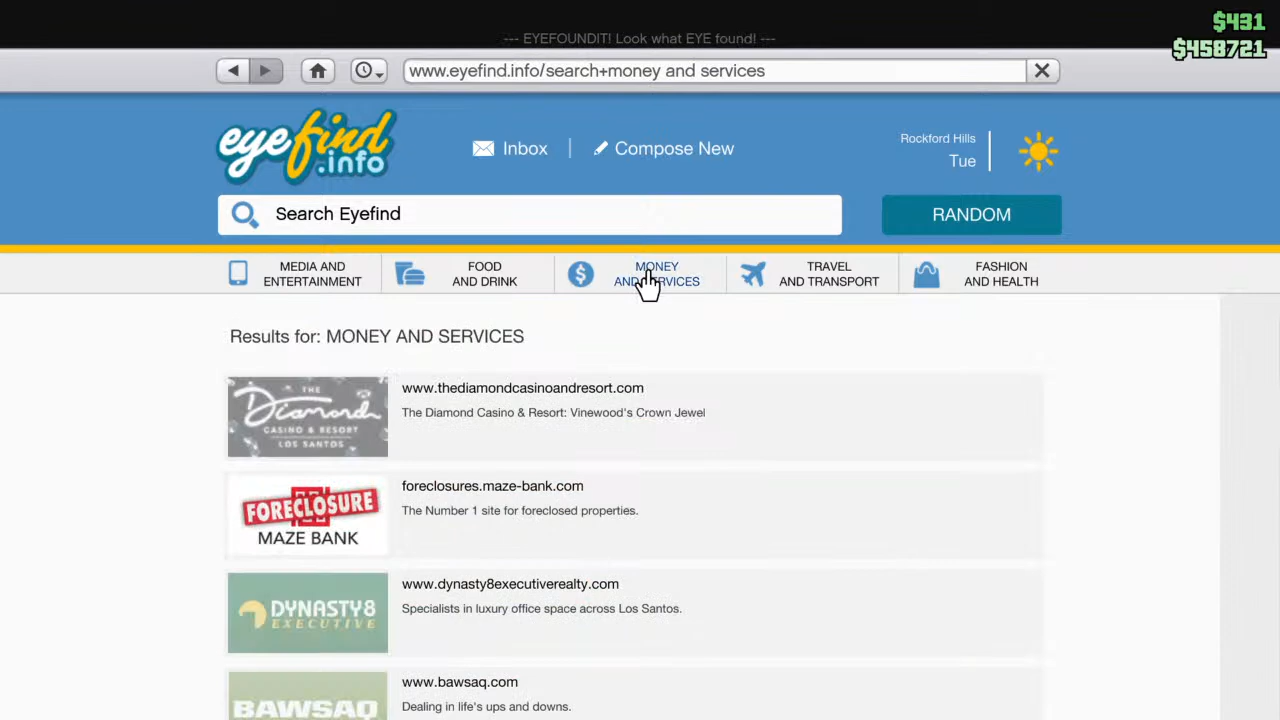 $431
$458721
--- EYEFOUNDIT! Look what EYE found! ---
www.eyefind.info/search+money and services
eyefind.info
Inbox
Compose New
Rockford Hills
Tue
Search Eyefind
RANDOM
MEDIA AND ENTERTAINMENT
FOOD AND DRINK
MONEY AND SERVICES
TRAVEL AND TRANSPORT
FASHION AND HEALTH
Results for: MONEY AND SERVICES
THE
Diamond
CASINO & RESORT
LOS SANTOS
www.thediamondcasinoandresort.com
The Diamond Casino & Resort: Vinewood's Crown Jewel
FORECLOSURE
MAZE BANK
foreclosures.maze-bank.com
The Number 1 site for foreclosed properties.
DYNASTY8
EXECUTIVE
www.dynasty8executiverealty.com
Specialists in luxury office space across Los Santos.
BAWSAQ
www.bawsaq.com
Dealing in life's ups and downs.